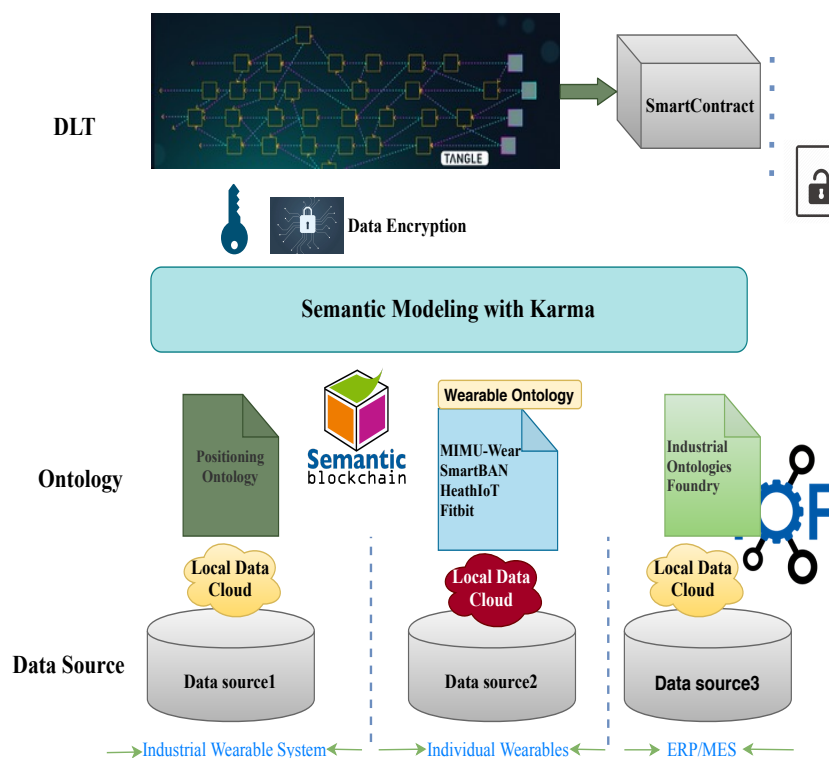 SmartContract
DLT
TANGLE
Data Encryption
Semantic Modeling with Karma
Wearable Ontology
Positioning
Ontology
Semantic
blockchain
MIMU-Wear
SmartBAN
HeathIoT
Fitbit
Industrial
Ontologies
Foundry
Ontology
Local Data
Cloud
Local Data
Cloud
Local Data
Cloud
Data Source
Data source1
Data source2
Data source3
Industrial Wearable System
Individual Wearables
ERP/MES